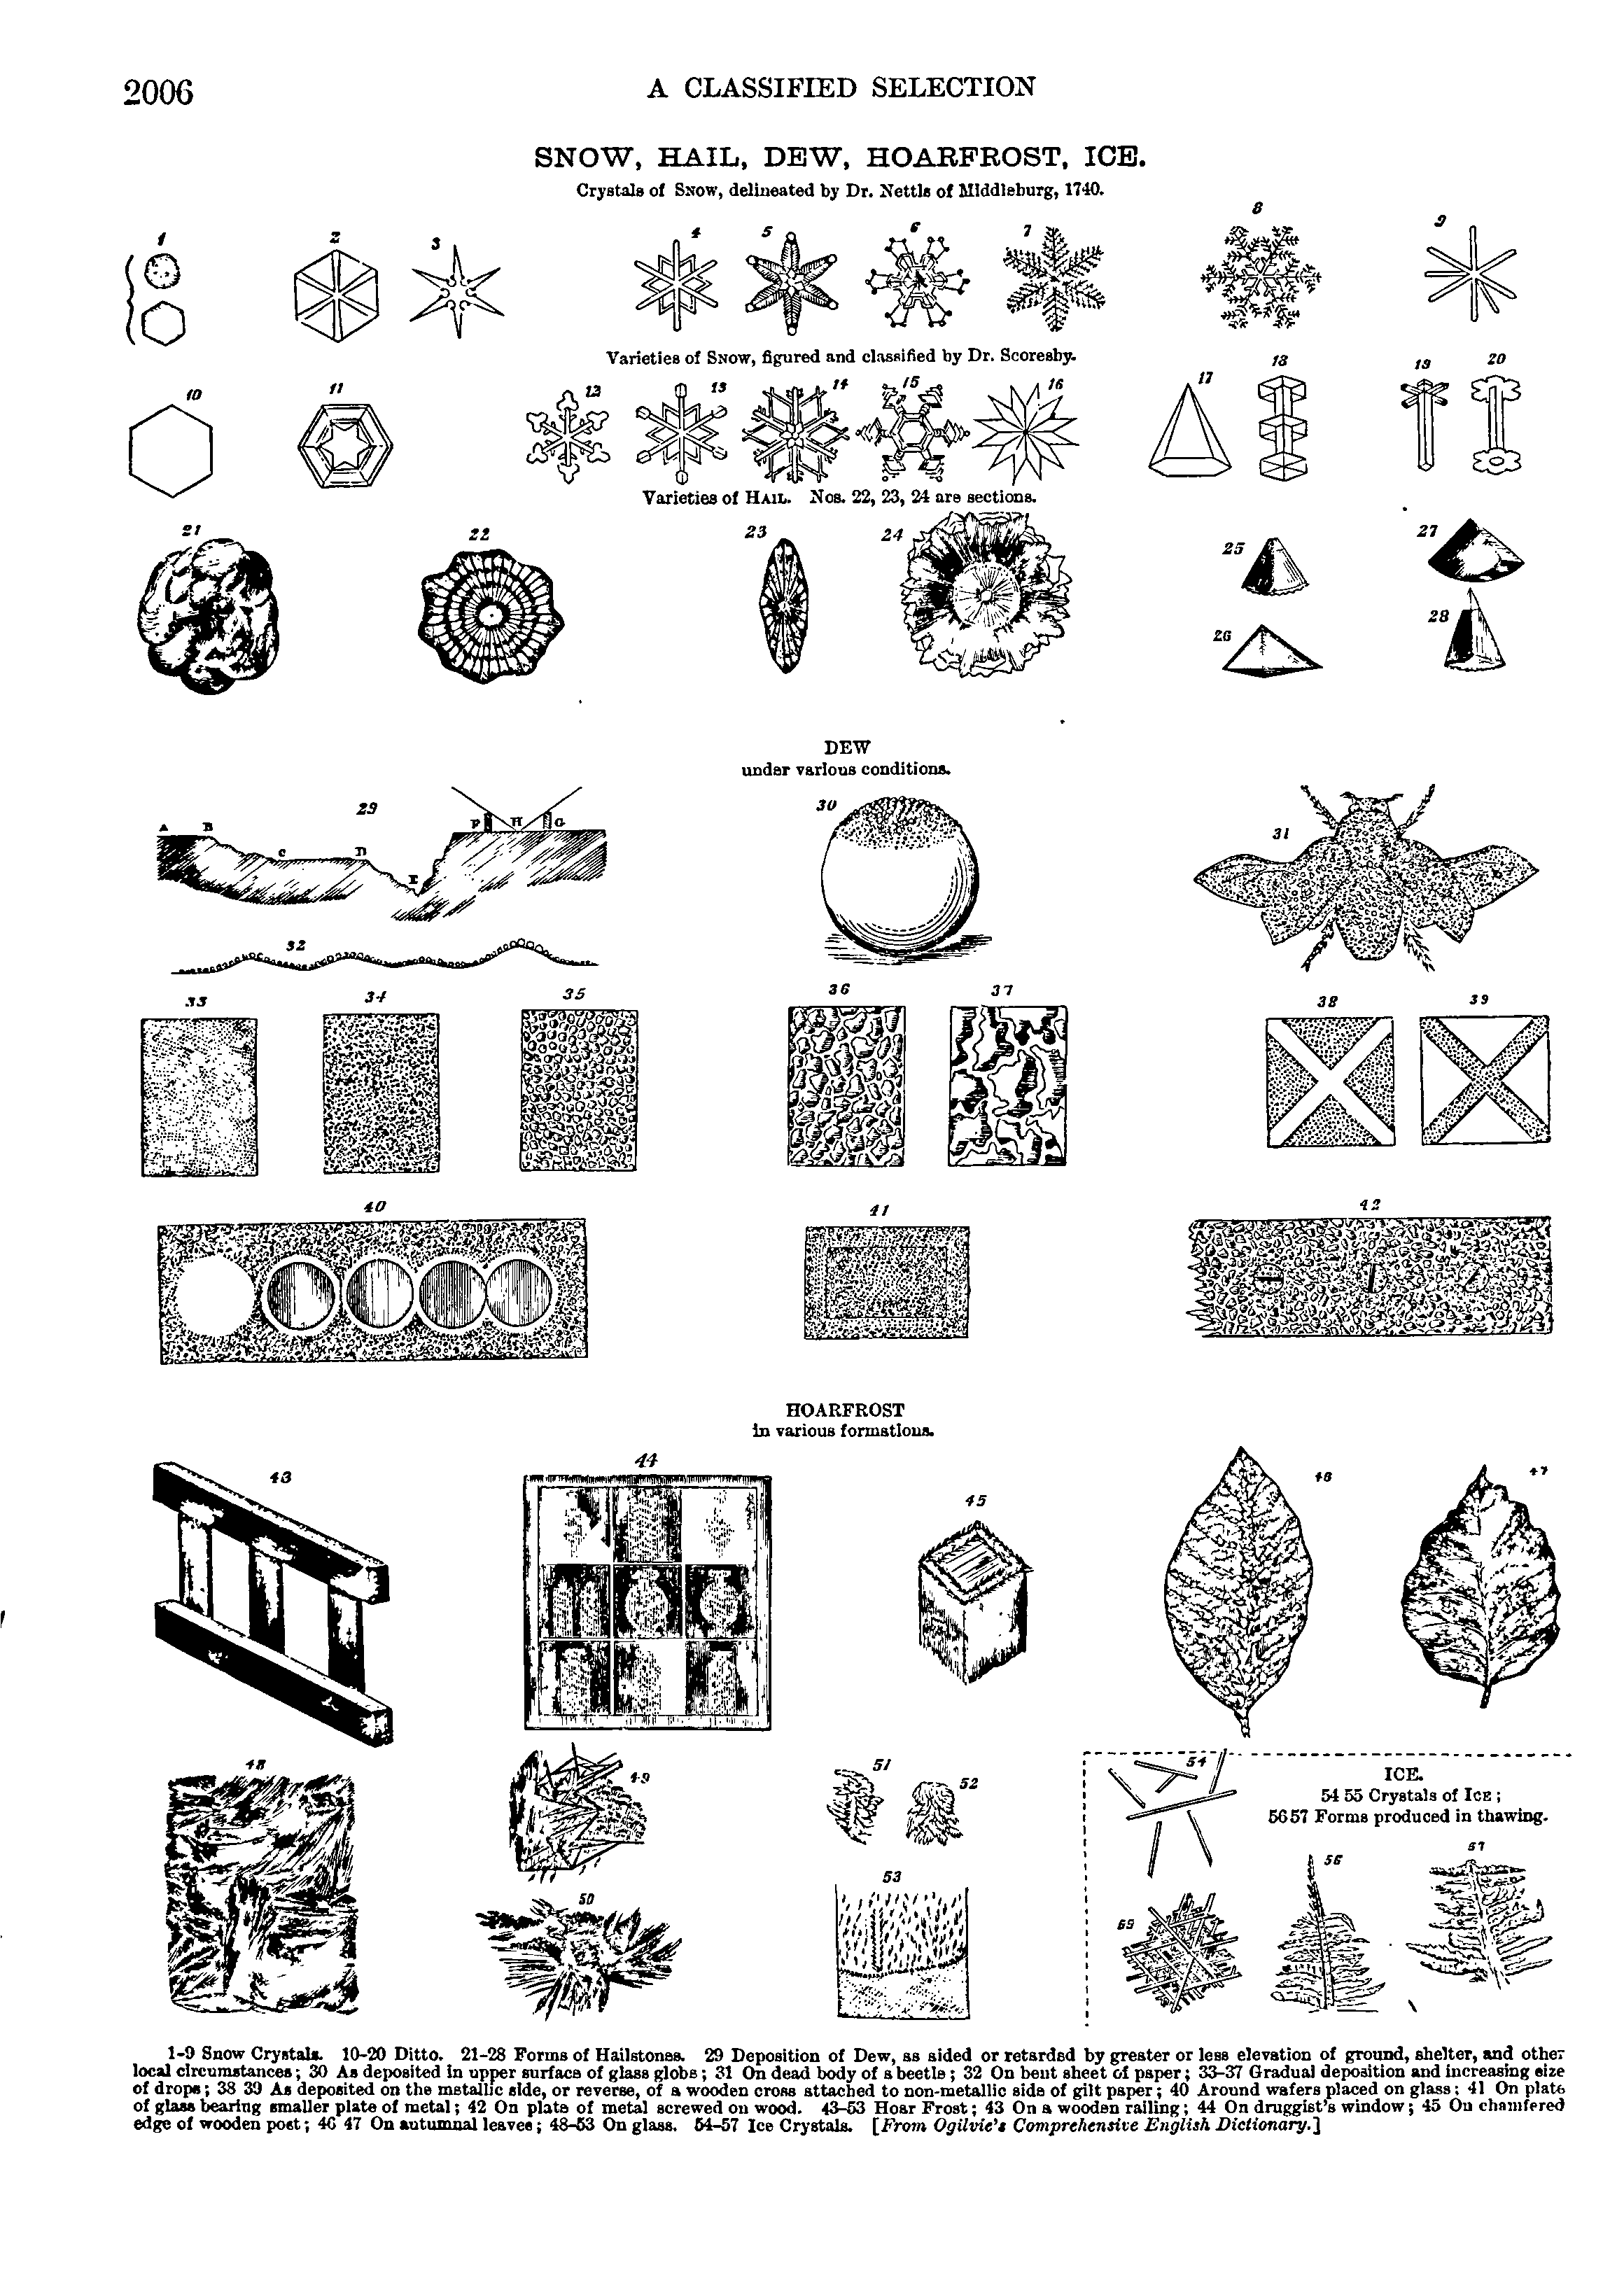 2006
A CLASSIFIED SELECTION
SNOW, HAIL, DEW, HOARFROST, ICE.
Crystals of SNOW, delineated by Dr. Nettis of Middleburg, 1740.
1 2 3 4 5 6 7 8 9
Varieties of SNOW, figured and classified by Dr. Scoresby.
10 11 12 13 14 15 16 17 18 19 20
Varieties of HAIL. Nos. 22, 23, 24 are sections.
21 22 23 24 25 27
26 28
DEW
under various conditions.
29 30 31
A B C D E F H G
32
33 34 35 36 37 38 39
40 41 42
HOARFROST
in various formations.
43 44 45 46 47
48 49 51 52 54
ICE.
54 55 Crystals of ICE;
56 57 Forms produced in thawing.
50 53 55 56 57
1-9 Snow Crystals. 10-20 Ditto. 21-28 Forms of Hailstones. 29 Deposition of Dew, as aided or retarded by greater or less elevation of ground, shelter, and other
local circumstances; 30 As deposited in upper surface of glass globe; 31 On dead body of a beetle; 32 On bent sheet of paper; 33-37 Gradual deposition and increasing size
of drops; 38 39 As deposited on the metallic side, or reverse, of a wooden cross attached to non-metallic side of gilt paper; 40 Around wafers placed on glass; 41 On plate
of glass bearing smaller plate of metal; 42 On plate of metal screwed on wood. 43-53 Hoar Frost; 43 On a wooden railing; 44 On druggist's window; 45 On chamfered
edge of wooden post; 46 47 On autumnal leaves; 48-53 On glass. 54-57 Ice Crystals. [From Ogilvie's Comprehensive English Dictionary.]